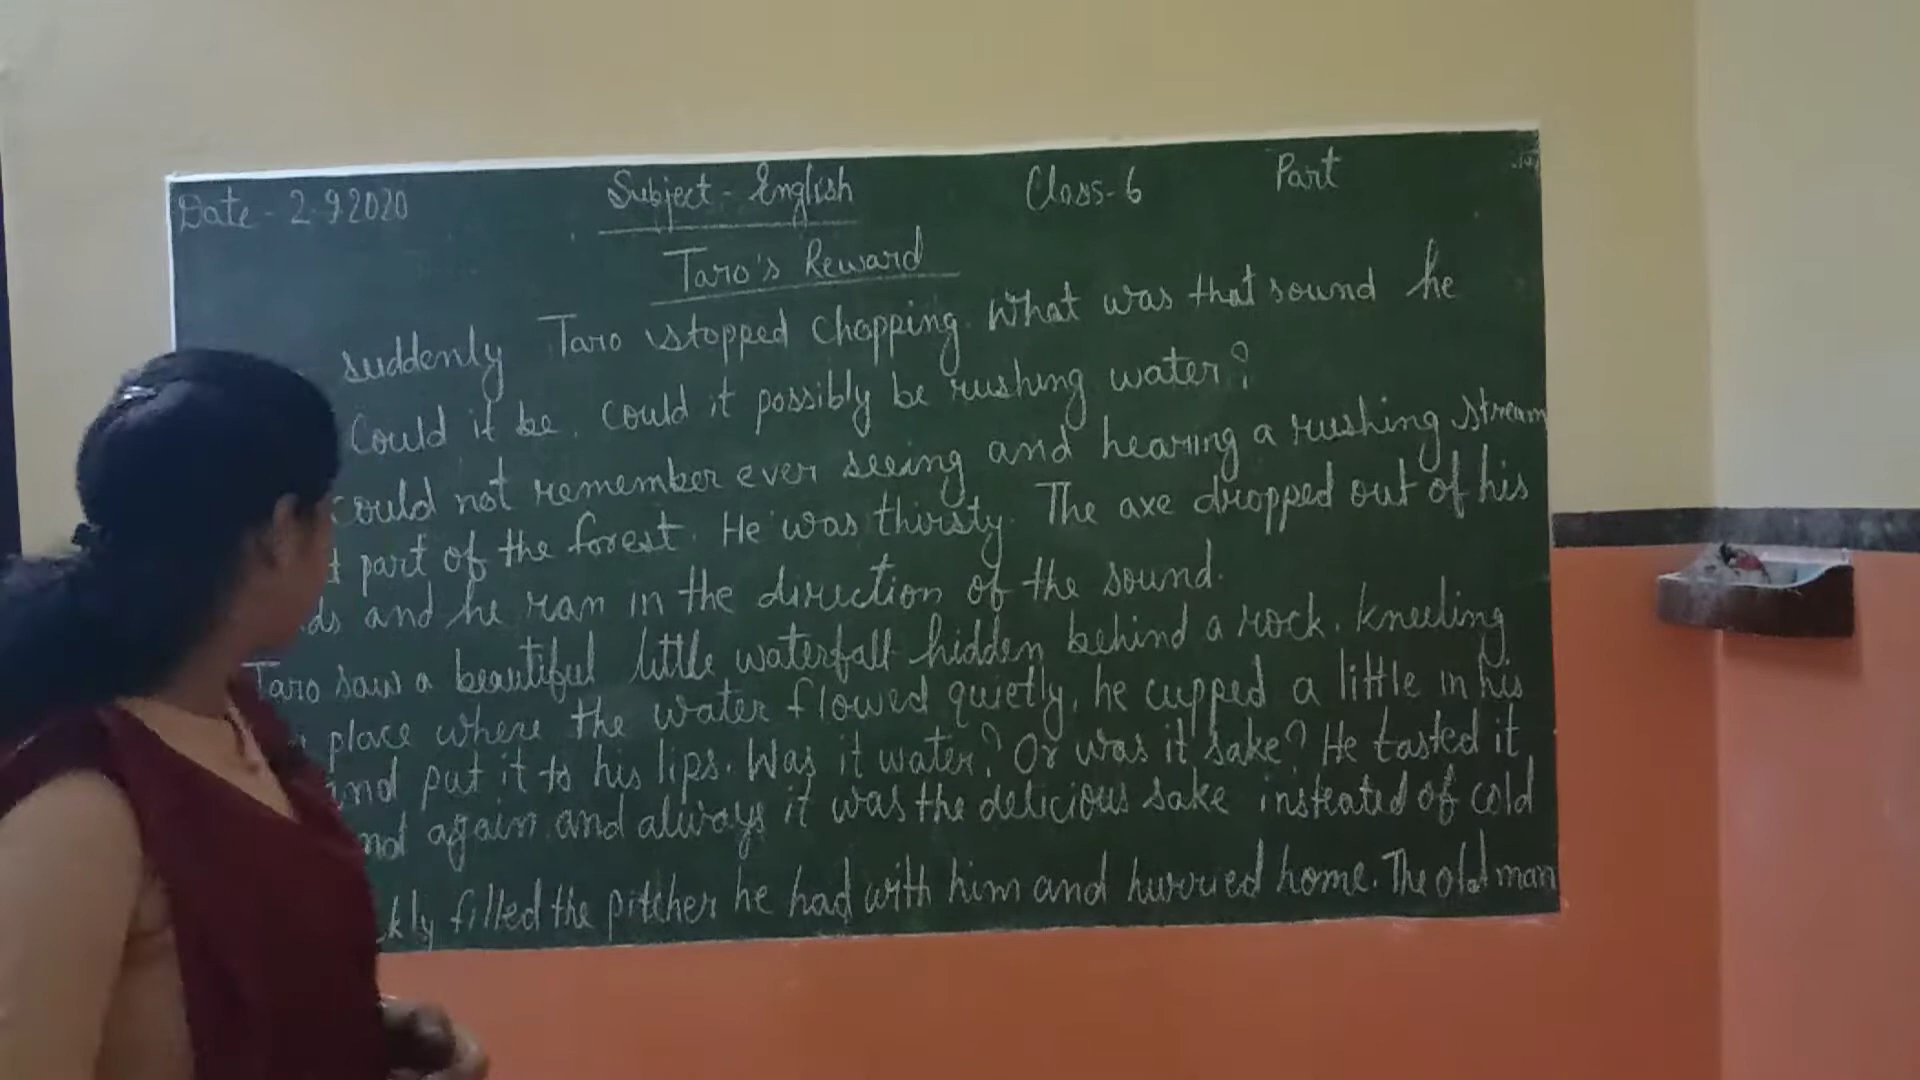 Date - 2.9 2020 Subject - English Class-6 Part
Taro's Reward
suddenly Taro stopped chopping. What was that sound he
Could it be. Could it possibly be rushing water?
could not remember ever seeing and hearing a rushing stream
t part of the forest. He was thirsty. The axe dropped out of his
ds and he ran in the direction of the sound.
Taro saw a beautiful little waterfall hidden behind a rock. kneeling
place where the water flowed quietly, he cupped a little in his
and put it to his lips. Was it water? Or was it sake? He tasted it
and again and always it was the delicious sake insteated of cold
kly filled the pitcher he had with him and hurried home. The old man